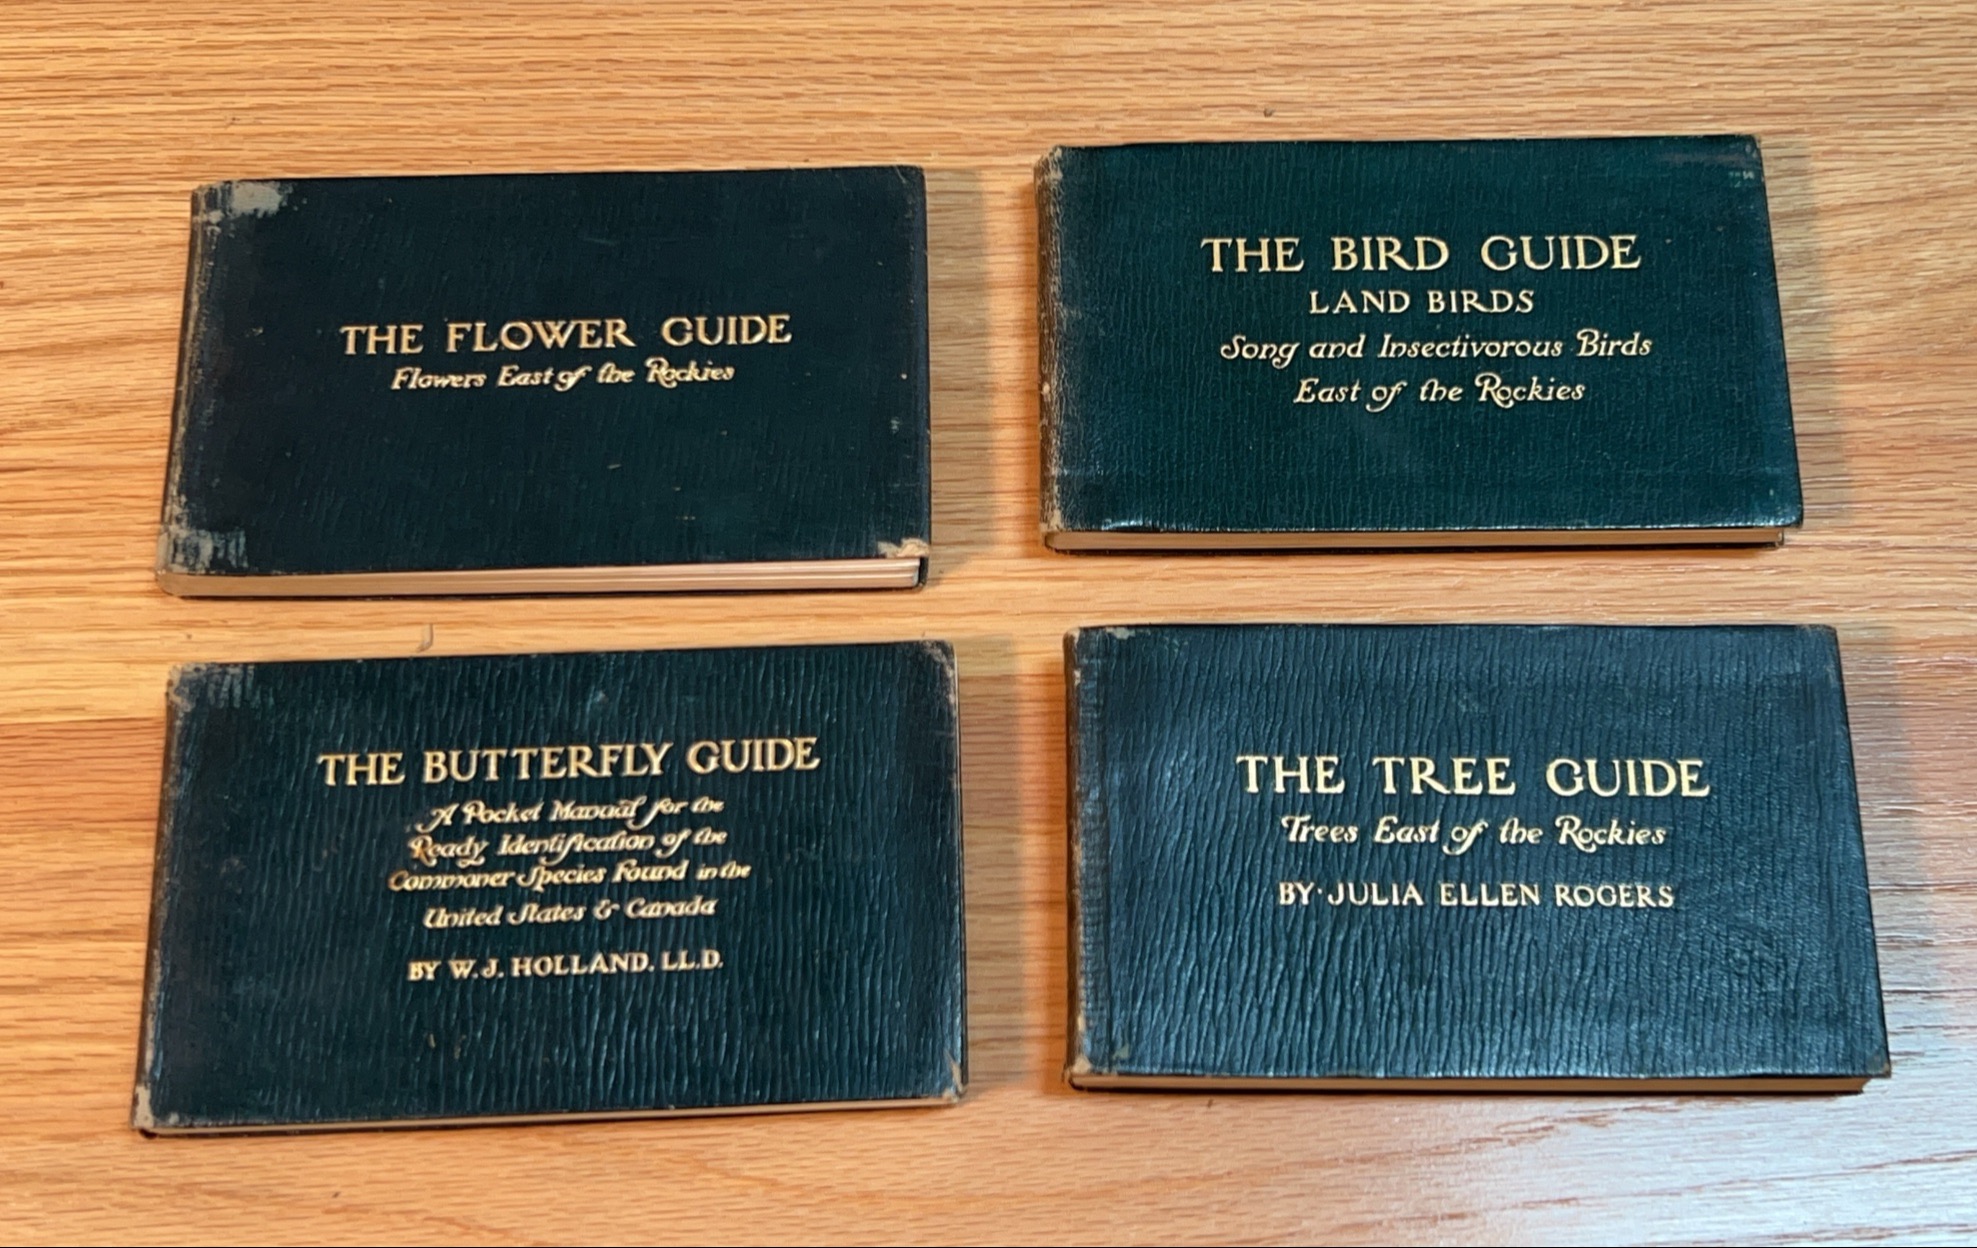 THE FLOWER GUIDE
Flowers East of the Rockies
THE BIRD GUIDE
LAND BIRDS
Song and Insectivorous Birds
East of the Rockies
THE BUTTERFLY GUIDE
A Pocket Manual for the
Ready Identification of the
Commoner Species Found in the
United States & Canada
BY W. J. HOLLAND. LL.D.
THE TREE GUIDE
Trees East of the Rockies
BY·JULIA ELLEN ROGERS